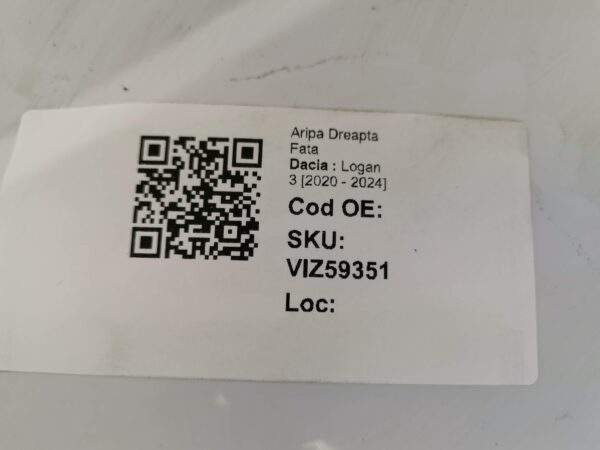 Aripa Dreapta
Fata
Dacia : Logan
3 [2020 - 2024]
Cod OE:
SKU:
VIZ59351
Loc: